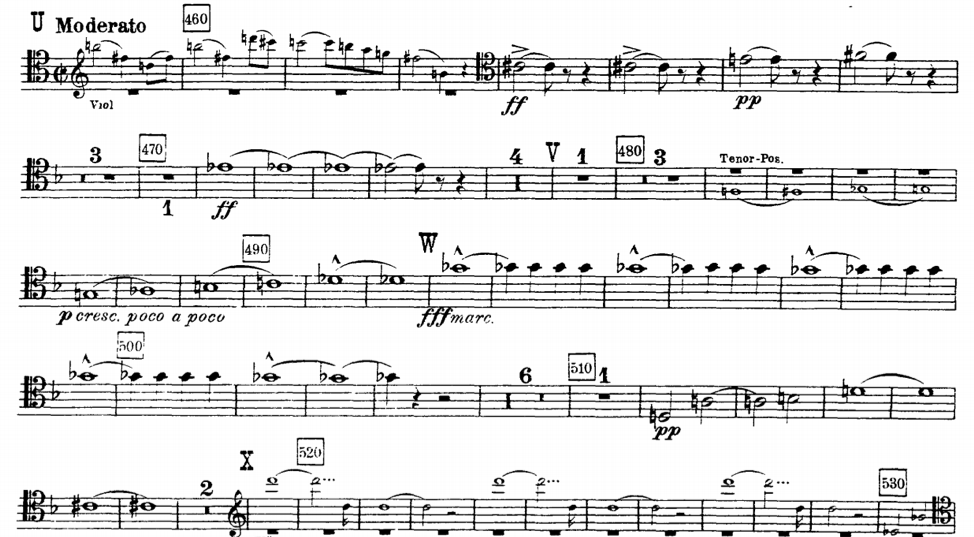 U Moderato 460
Viol ff pp
3 470 4 V 1 480 3 Tenor-Pos.
1 ff
490 W
p cresc. poco a poco fff marc.
500 6 510 1
pp
2 X 520 530